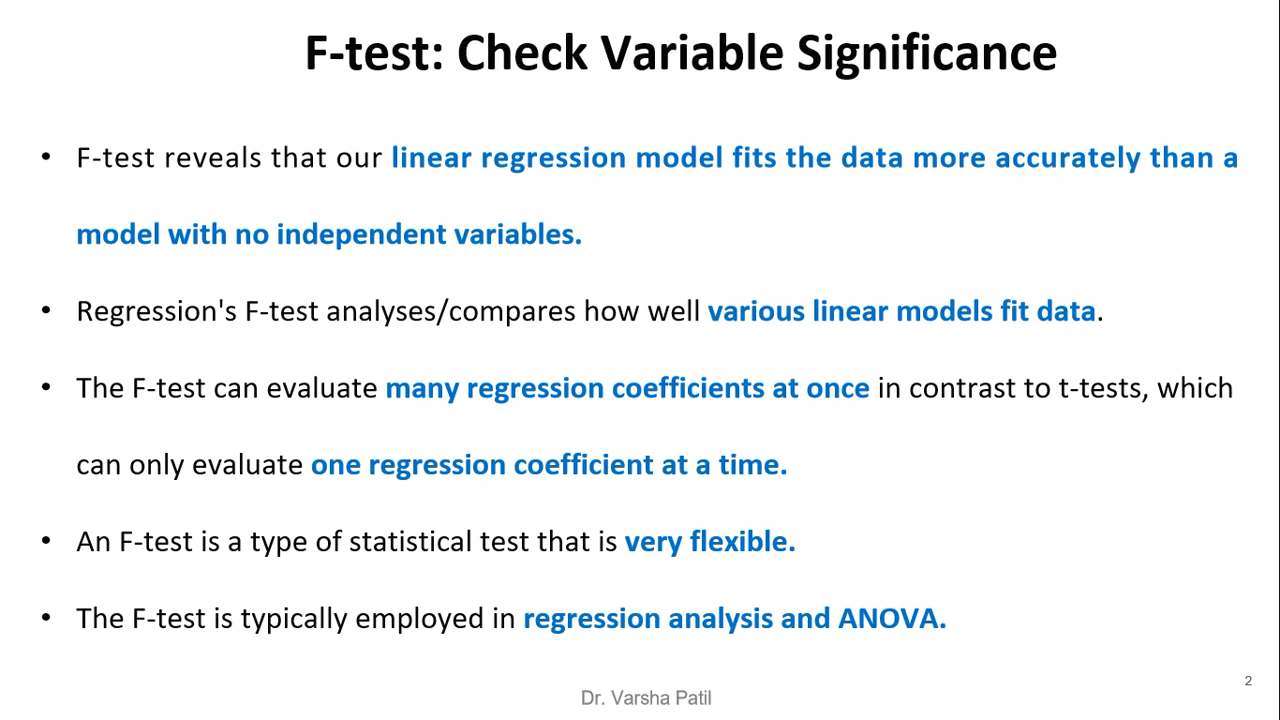 F-test: Check Variable Significance
• F-test reveals that our linear regression model fits the data more accurately than a
model with no independent variables.
• Regression's F-test analyses/compares how well various linear models fit data.
• The F-test can evaluate many regression coefficients at once in contrast to t-tests, which
can only evaluate one regression coefficient at a time.
• An F-test is a type of statistical test that is very flexible.
• The F-test is typically employed in regression analysis and ANOVA.
2
Dr. Varsha Patil